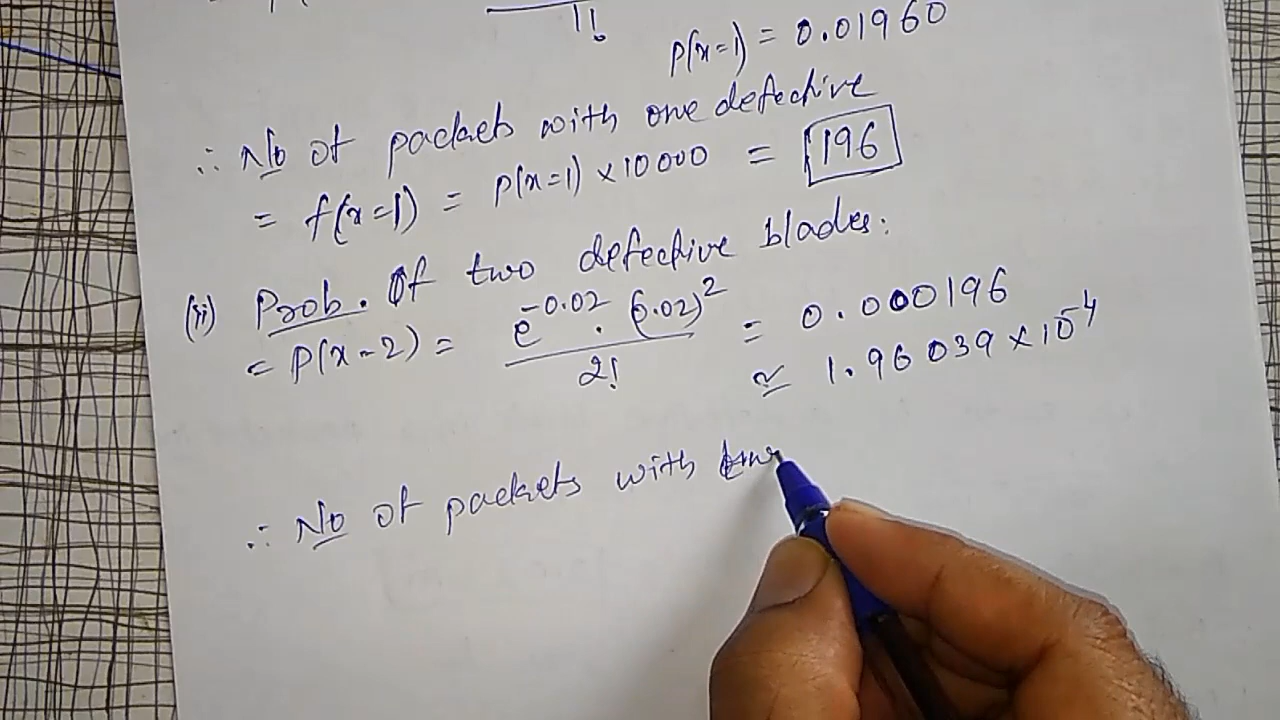 1!
P(x=1) = 0.01960
∴ No of packets with one defective
= f(x=1) = P(x=1) × 10000 = 196
(ii) Prob. Of two defective blades:
= P(x=2) = e^-0.02 . (0.02)^2 / 2! = 0.000196
≃ 1.96039 × 10^-4
∴ No of packets with